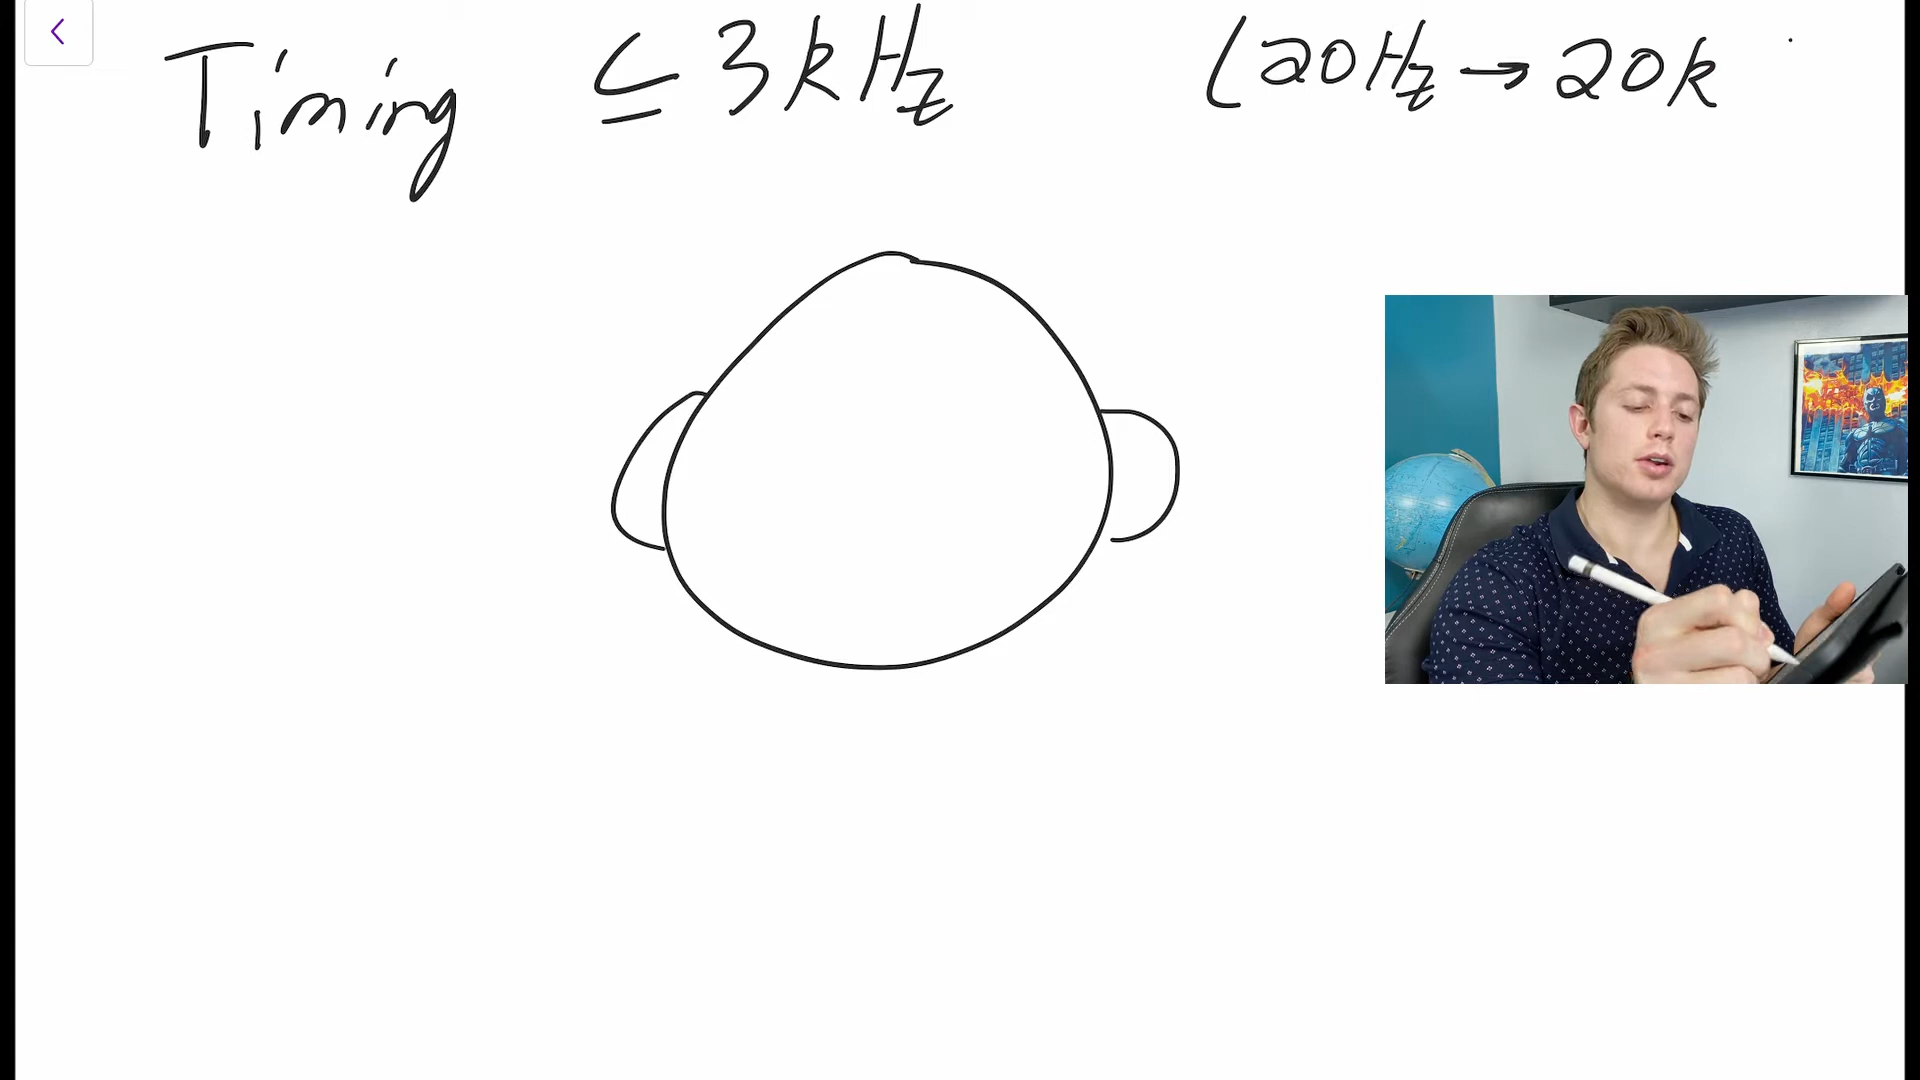 Timing ≤ 3kHz (20Hz → 20k